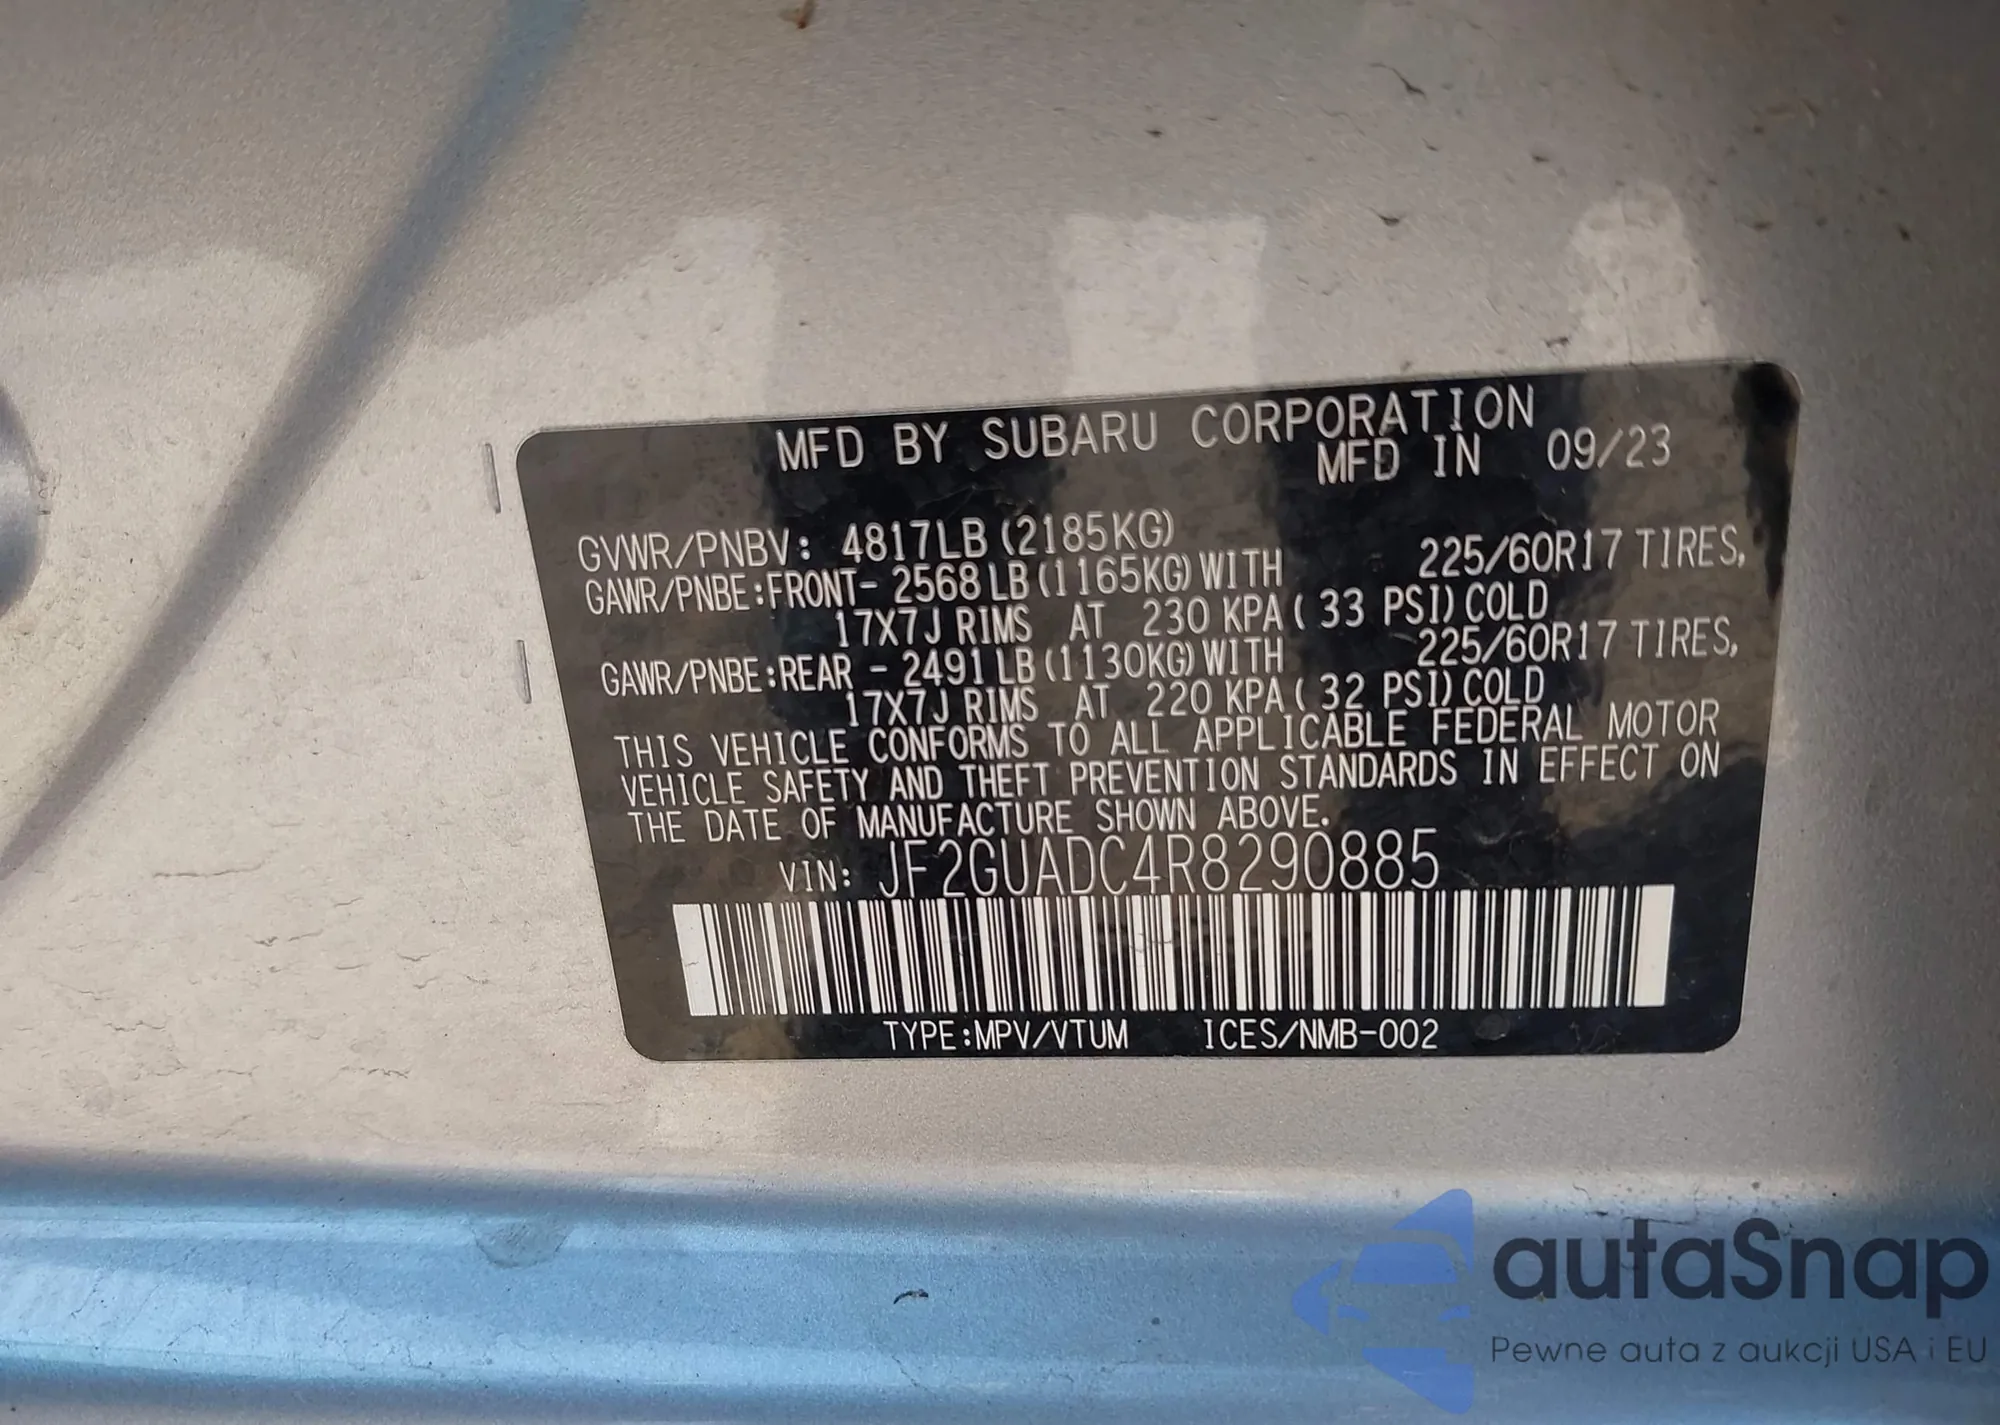 MFD BY SUBARU CORPORATION
MFD IN 09/23
GVWR/PNBV: 4817LB (2185KG)
GAWR/PNBE:FRONT- 2568 LB (1165KG) WITH 225/60R17 TIRES,
17X7J RIMS AT 230 KPA ( 33 PSI) COLD
GAWR/PNBE:REAR - 2491 LB (1130KG) WITH 225/60R17 TIRES,
17X7J RIMS AT 220 KPA ( 32 PSI) COLD
THIS VEHICLE CONFORMS TO ALL APPLICABLE FEDERAL MOTOR
VEHICLE SAFETY AND THEFT PREVENTION STANDARDS IN EFFECT ON
THE DATE OF MANUFACTURE SHOWN ABOVE.
VIN: JF2GUADC4R8290885
TYPE:MPV/VTUM ICES/NMB-002
autaSnap
Pewne auta z aukcji USA i EU